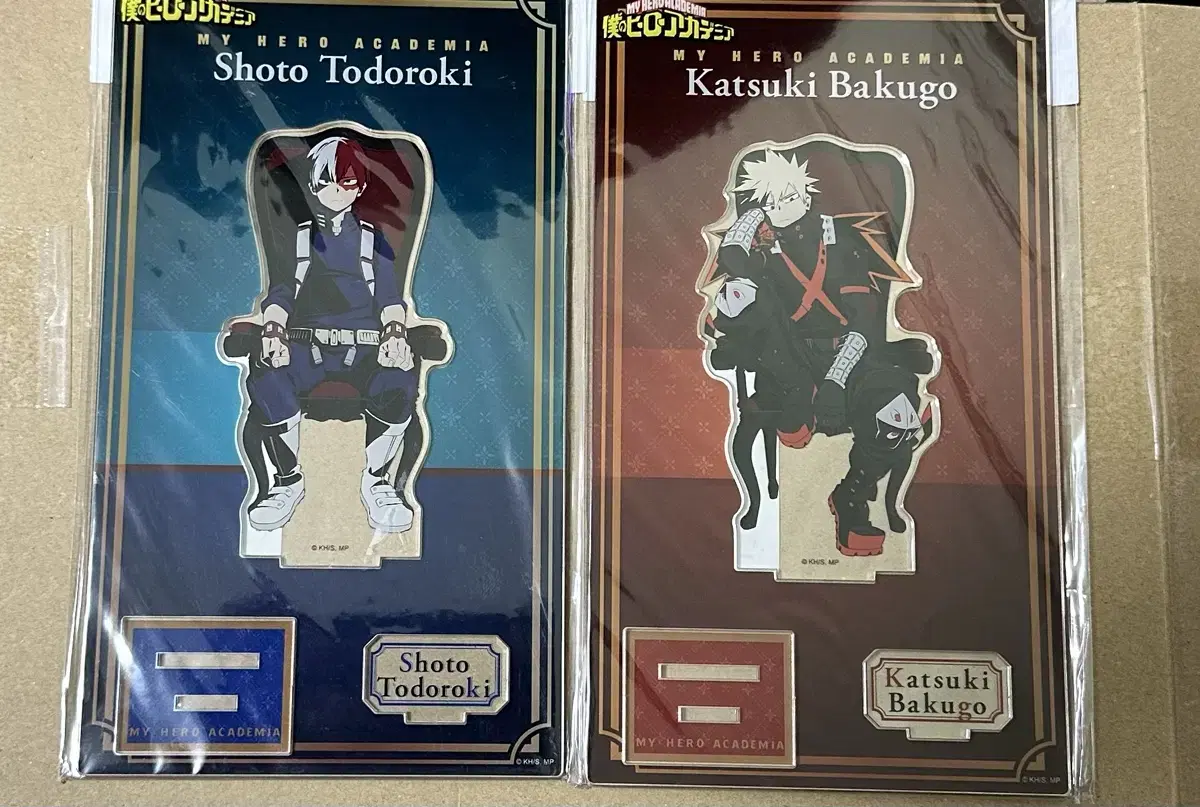 僕のヒーローアカデミア
MY HERO ACADEMIA
Shoto Todoroki
© KH/S, MP
MY HERO ACADEMIA
Shoto
Todoroki
© KH/S, MP
MY HERO ACADEMIA
僕のヒーローアカデミア
MY HERO ACADEMIA
Katsuki Bakugo
© KH/S, MP
MY HERO ACADEMIA
Katsuki
Bakugo
© KH/S, MP